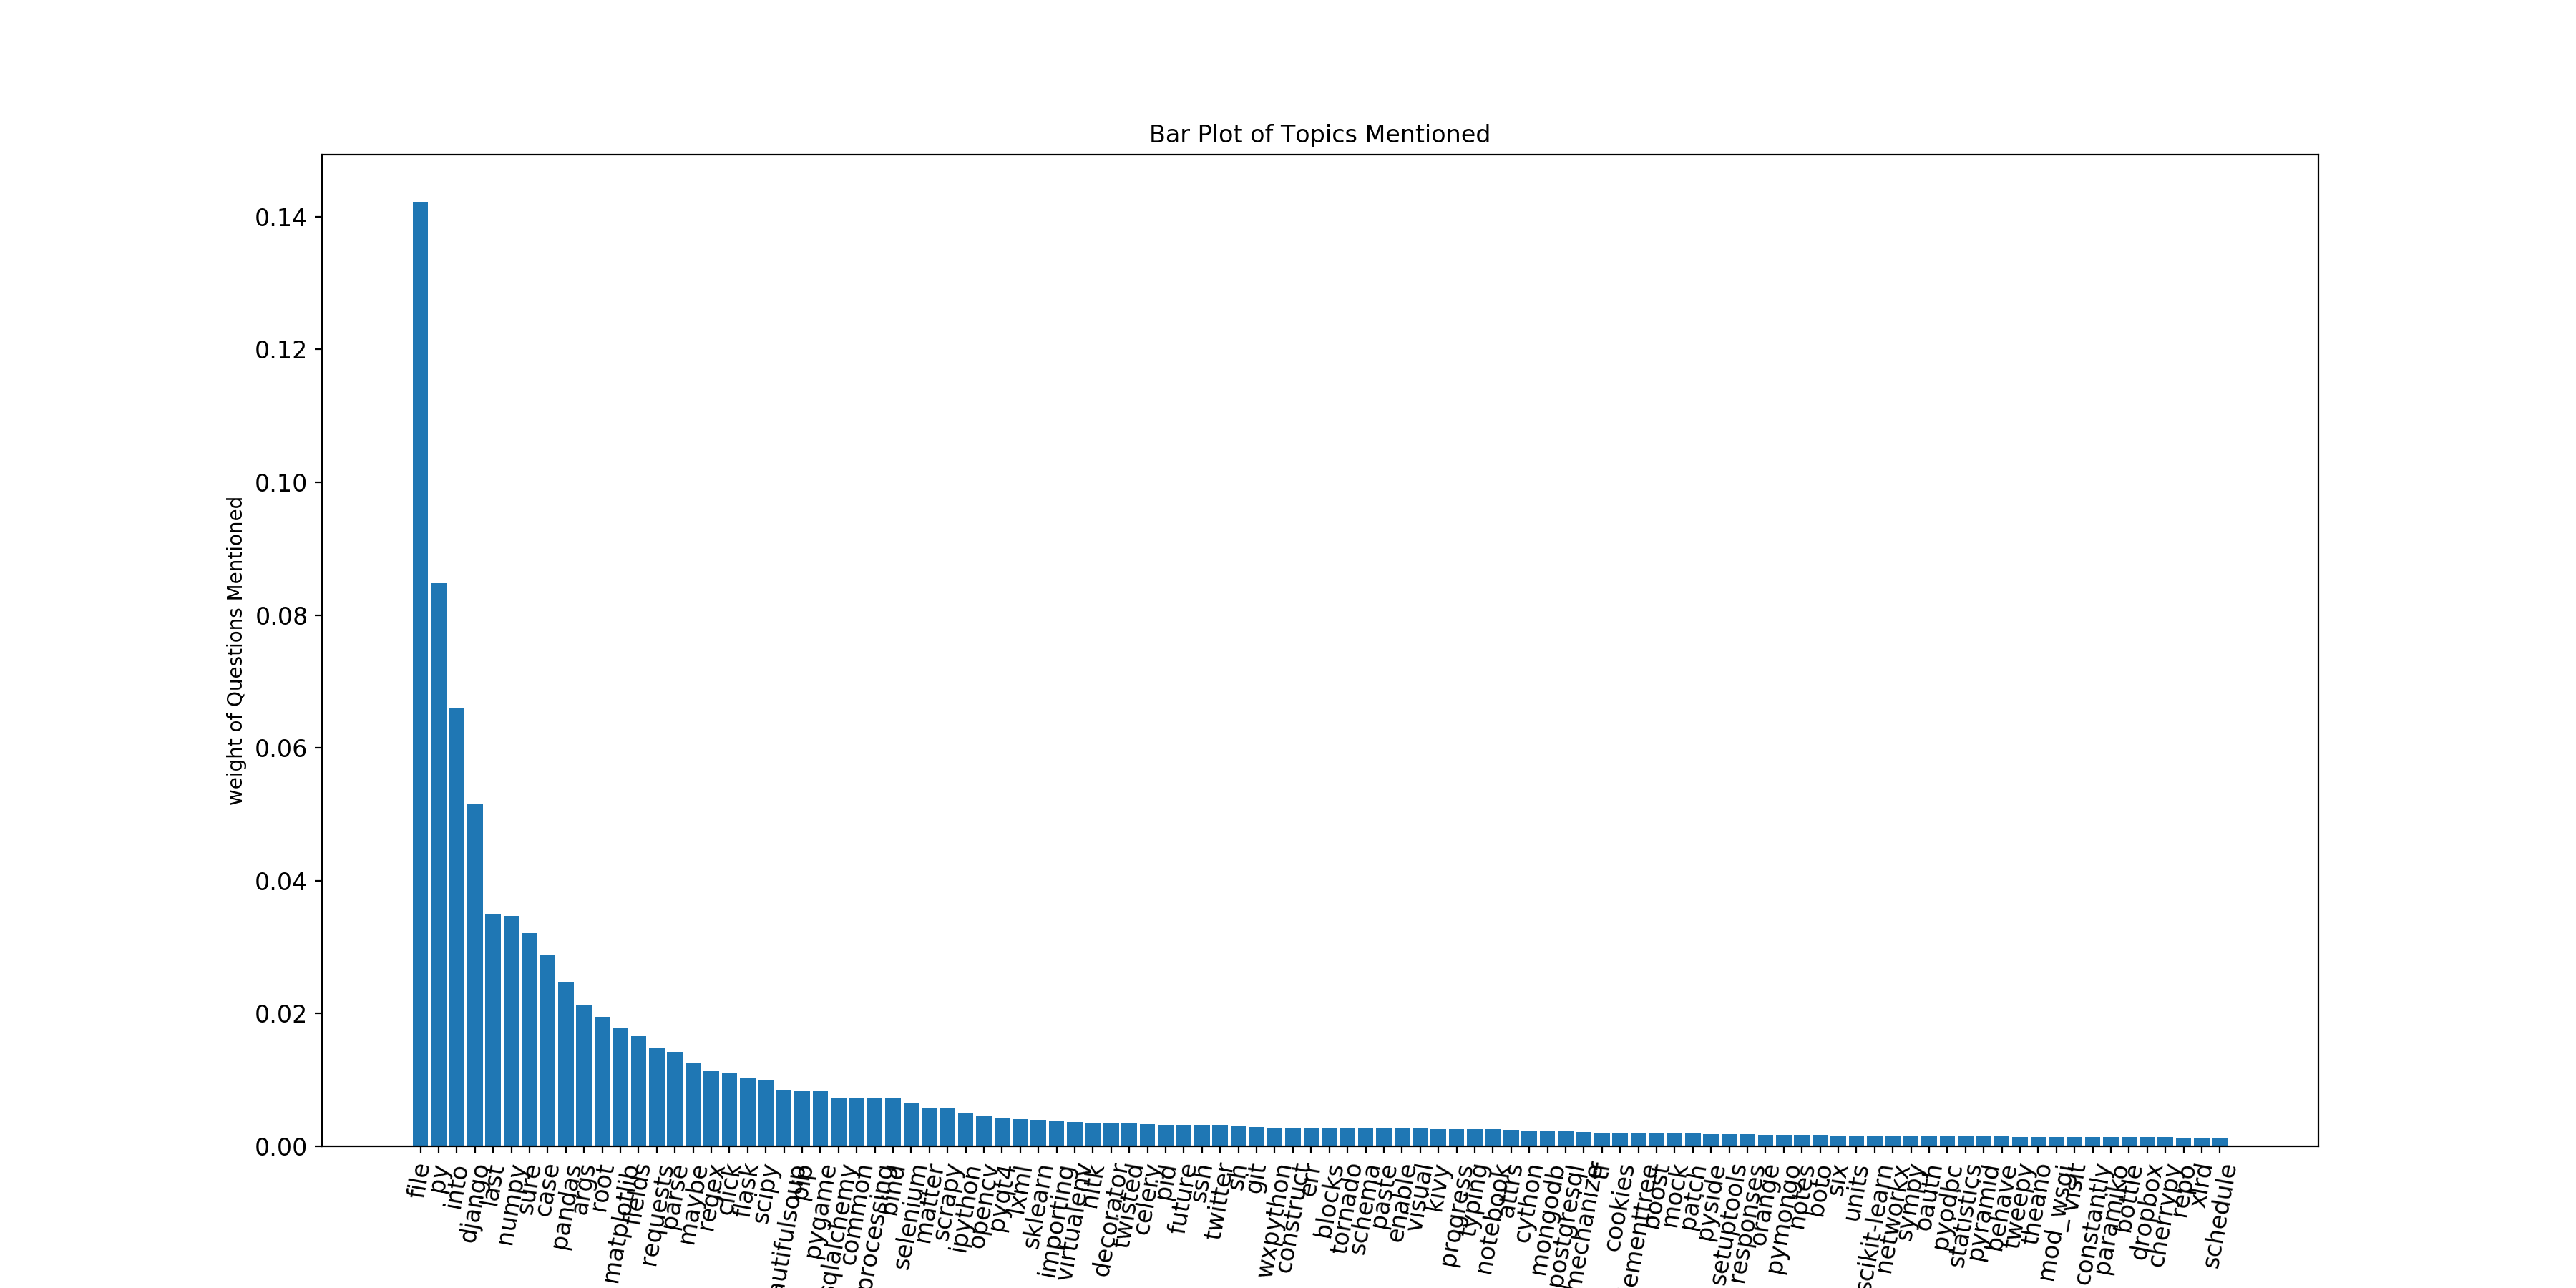 Bar Plot of Topics Mentioned
weight of Questions Mentioned
0.14
0.12
0.10
0.08
0.06
0.04
0.02
0.00
file
py
into
django
last
numpy
sure
case
pandas
args
root
matplotlib
fields
requests
parse
maybe
regex
click
flask
scipy
autifulsoup
pip
pygame
sqlalchemy
common
processing
bind
selenium
matter
scrapy
ipython
opencv
pyqt4
lxml
sklearn
importing
virtualenv
nltk
decorator
twisted
celery
pid
future
ssh
twitter
sh
git
wxpython
construct
err
blocks
tornado
schema
paste
enable
visual
kivy
progress
typing
notebook
attrs
cython
mongodb
postgresql
mechanize
cookies
ementtree
boost
mock
patch
pyside
setuptools
responses
orange
pymongo
notes
boto
six
units
scikit-learn
networkx
sympy
oauth
pyodbc
statistics
pyramid
behave
tweepy
theano
mod_wsgi
visit
constantly
paramiko
bottle
dropbox
cherrypy
repo
xlrd
schedule